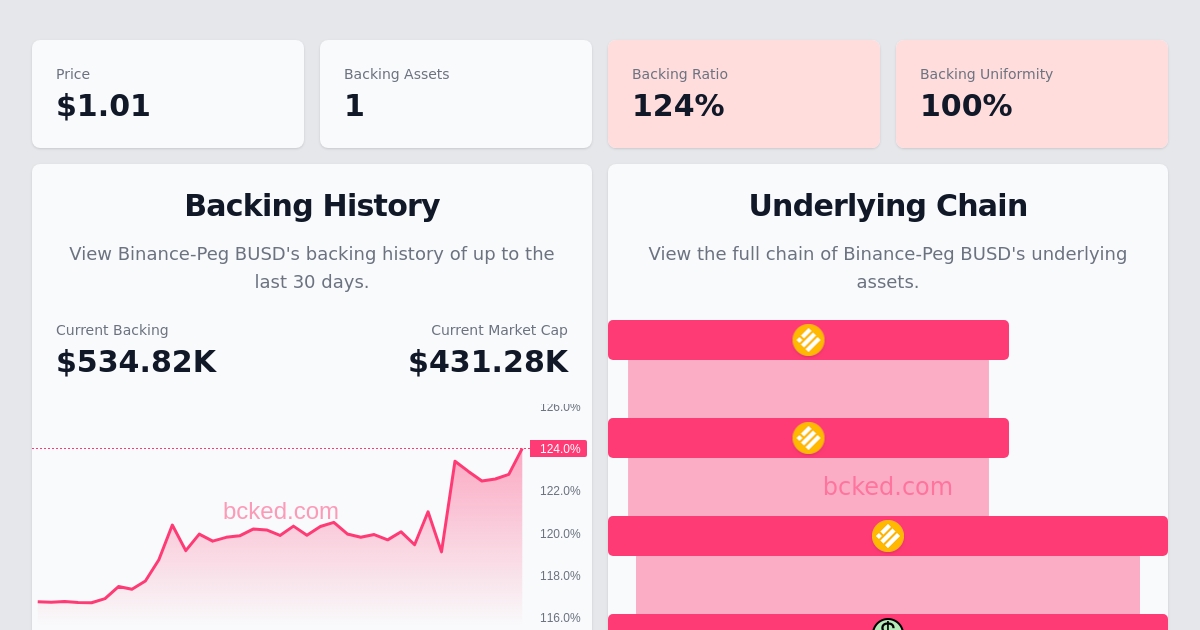 Price
$1.01
Backing Assets
1
Backing Ratio
124%
Backing Uniformity
100%
Backing History
View Binance-Peg BUSD's backing history of up to the
last 30 days.
Current Backing
$534.82K
Current Market Cap
$431.28K
126.0%
124.0%
122.0%
120.0%
118.0%
116.0%
bcked.com
Underlying Chain
View the full chain of Binance-Peg BUSD's underlying
assets.
bcked.com
$